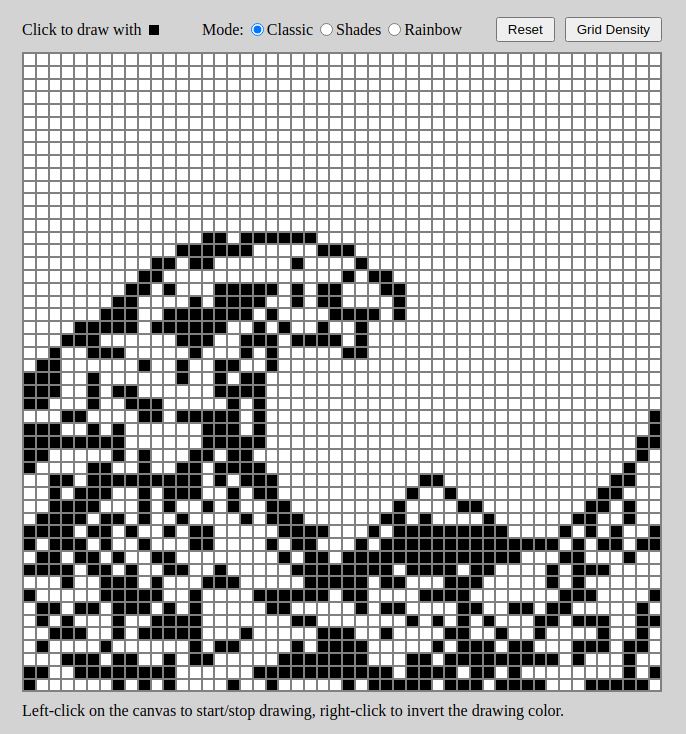 Click to draw with
Mode: Classic Shades Rainbow
Reset
Grid Density
Left-click on the canvas to start/stop drawing, right-click to invert the drawing color.